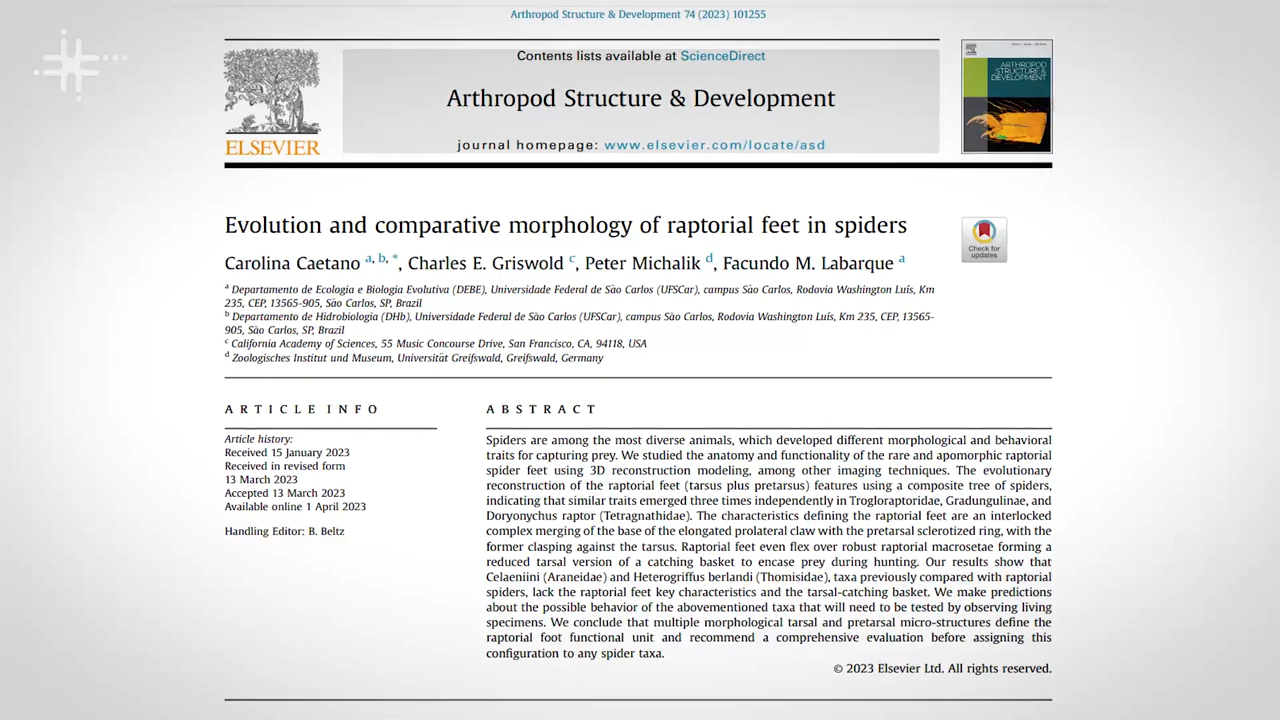 Arthropod Structure & Development 74 (2023) 101255
Contents lists available at ScienceDirect
Arthropod Structure & Development
journal homepage: www.elsevier.com/locate/asd
ELSEVIER
ARTHROPOD
STRUCTURE &
DEVELOPMENT
Evolution and comparative morphology of raptorial feet in spiders
Check for
updates
Carolina Caetano a, b, *, Charles E. Griswold c, Peter Michalik d, Facundo M. Labarque a
a Departamento de Ecologia e Biologia Evolutiva (DEBE), Universidade Federal de São Carlos (UFSCar), campus São Carlos, Rodovia Washington Luís, Km
235, CEP, 13565-905, São Carlos, SP, Brazil
b Departamento de Hidrobiologia (DHb), Universidade Federal de São Carlos (UFSCar), campus São Carlos, Rodovia Washington Luís, Km 235, CEP, 13565-
905, São Carlos, SP, Brazil
c California Academy of Sciences, 55 Music Concourse Drive, San Francisco, CA, 94118, USA
d Zoologisches Institut und Museum, Universität Greifswald, Greifswald, Germany
ARTICLE INFO
Article history:
Received 15 January 2023
Received in revised form
13 March 2023
Accepted 13 March 2023
Available online 1 April 2023
Handling Editor: B. Beltz
ABSTRACT
Spiders are among the most diverse animals, which developed different morphological and behavioral
traits for capturing prey. We studied the anatomy and functionality of the rare and apomorphic raptorial
spider feet using 3D reconstruction modeling, among other imaging techniques. The evolutionary
reconstruction of the raptorial feet (tarsus plus pretarsus) features using a composite tree of spiders,
indicating that similar traits emerged three times independently in Trogloraptoridae, Gradungulinae, and
Doryonychus raptor (Tetragnathidae). The characteristics defining the raptorial feet are an interlocked
complex merging of the base of the elongated prolateral claw with the pretarsal sclerotized ring, with the
former clasping against the tarsus. Raptorial feet even flex over robust raptorial macrosetae forming a
reduced tarsal version of a catching basket to encase prey during hunting. Our results show that
Celaeniini (Araneidae) and Heterogriffus berlandi (Thomisidae), taxa previously compared with raptorial
spiders, lack the raptorial feet key characteristics and the tarsal-catching basket. We make predictions
about the possible behavior of the abovementioned taxa that will need to be tested by observing living
specimens. We conclude that multiple morphological tarsal and pretarsal micro-structures define the
raptorial foot functional unit and recommend a comprehensive evaluation before assigning this
configuration to any spider taxa.
© 2023 Elsevier Ltd. All rights reserved.